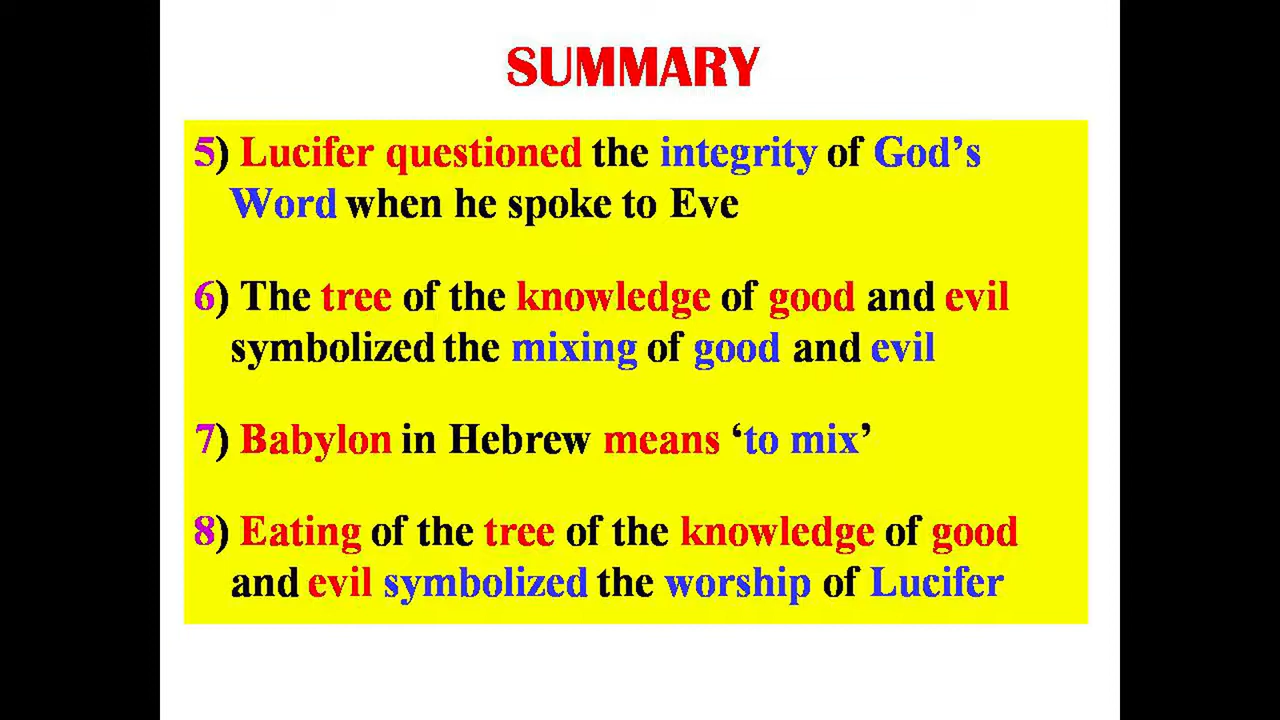 SUMMARY
5) Lucifer questioned the integrity of God’s
Word when he spoke to Eve
6) The tree of the knowledge of good and evil
symbolized the mixing of good and evil
7) Babylon in Hebrew means ‘to mix’
8) Eating of the tree of the knowledge of good
and evil symbolized the worship of Lucifer